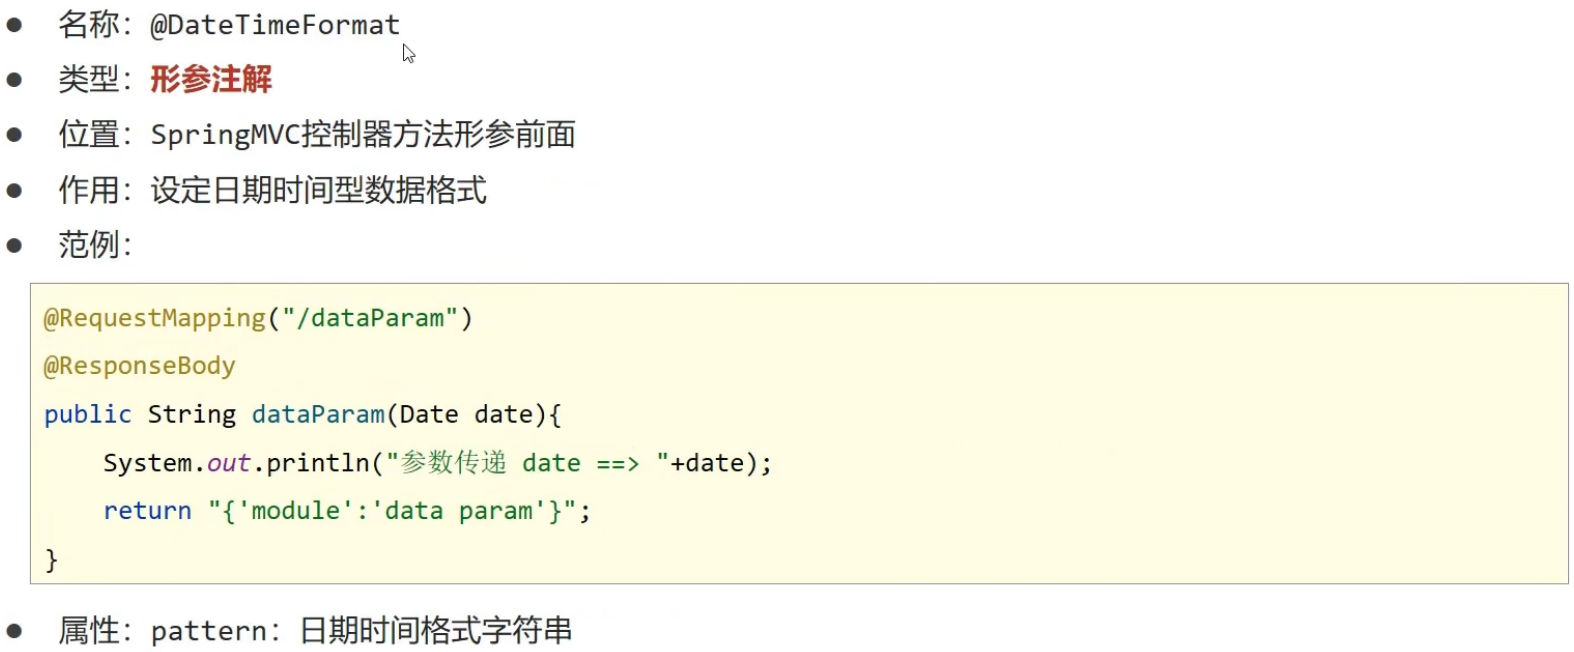 ● 名称：@DateTimeFormat
● 类型：形参注解
● 位置：SpringMVC控制器方法形参前面
● 作用：设定日期时间型数据格式
● 范例：
@RequestMapping("/dataParam")
@ResponseBody
public String dataParam(Date date){
    System.out.println("参数传递 date ==> "+date);
    return "{'module':'data param'}";
}
● 属性：pattern：日期时间格式字符串